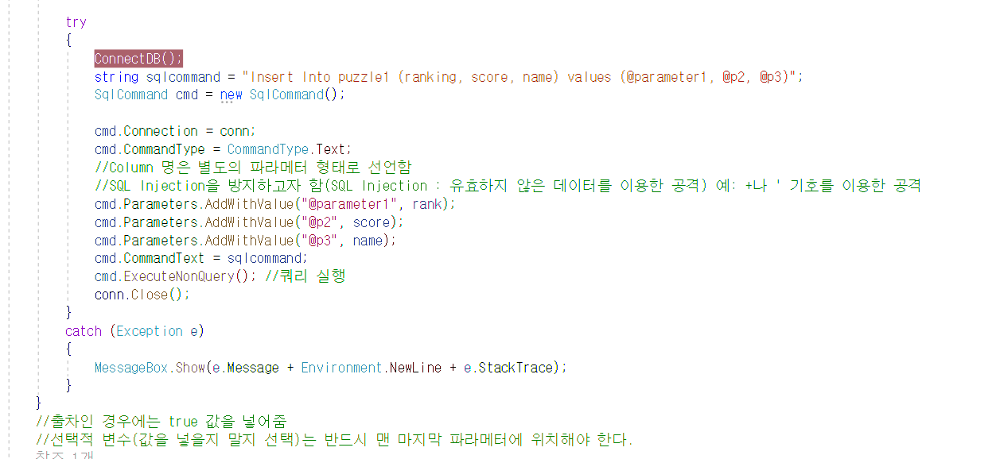 try
{
ConnectDB();
string sqlcommand = "Insert Into puzzle1 (ranking, score, name) values (@parameter1, @p2, @p3)";
SqlCommand cmd = new SqlCommand();
cmd.Connection = conn;
cmd.CommandType = CommandType.Text;
//Column 명은 별도의 파라메터 형태로 선언함
//SQL Injection을 방지하고자 함(SQL Injection : 유효하지 않은 데이터를 이용한 공격) 예: +나 ' 기호를 이용한 공격
cmd.Parameters.AddWithValue("@parameter1", rank);
cmd.Parameters.AddWithValue("@p2", score);
cmd.Parameters.AddWithValue("@p3", name);
cmd.CommandText = sqlcommand;
cmd.ExecuteNonQuery(); //쿼리 실행
conn.Close();
}
catch (Exception e)
{
MessageBox.Show(e.Message + Environment.NewLine + e.StackTrace);
}
}
//출차인 경우에는 true 값을 넣어줌
//선택적 변수(값을 넣을지 말지 선택)는 반드시 맨 마지막 파라메터에 위치해야 한다.
참조 1개